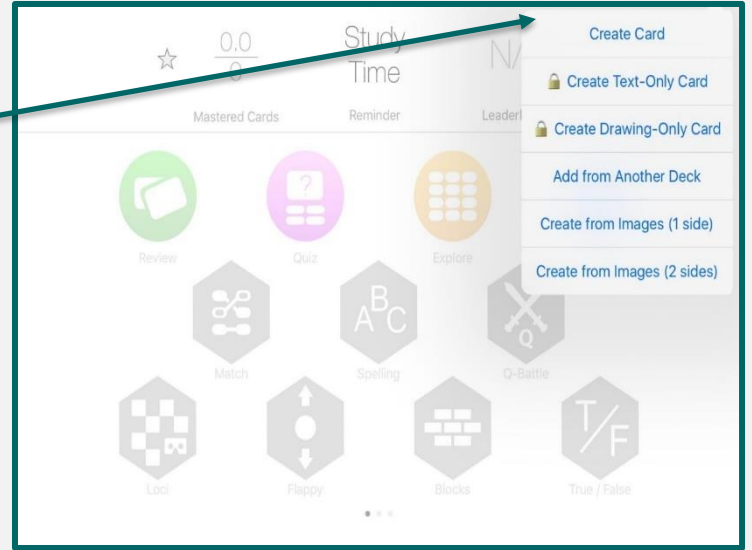 Create Card
0.0
0
Study
Time
N/
🔒 Create Text-Only Card
🔒 Create Drawing-Only Card
Mastered Cards
Reminder
Leaderb
Add from Another Deck
Create from Images (1 side)
Create from Images (2 sides)
?
Review
Quiz
Explore
A B C
Q
Match
Spelling
Q-Battle
T/F
Loci
Flappy
Blocks
True / False